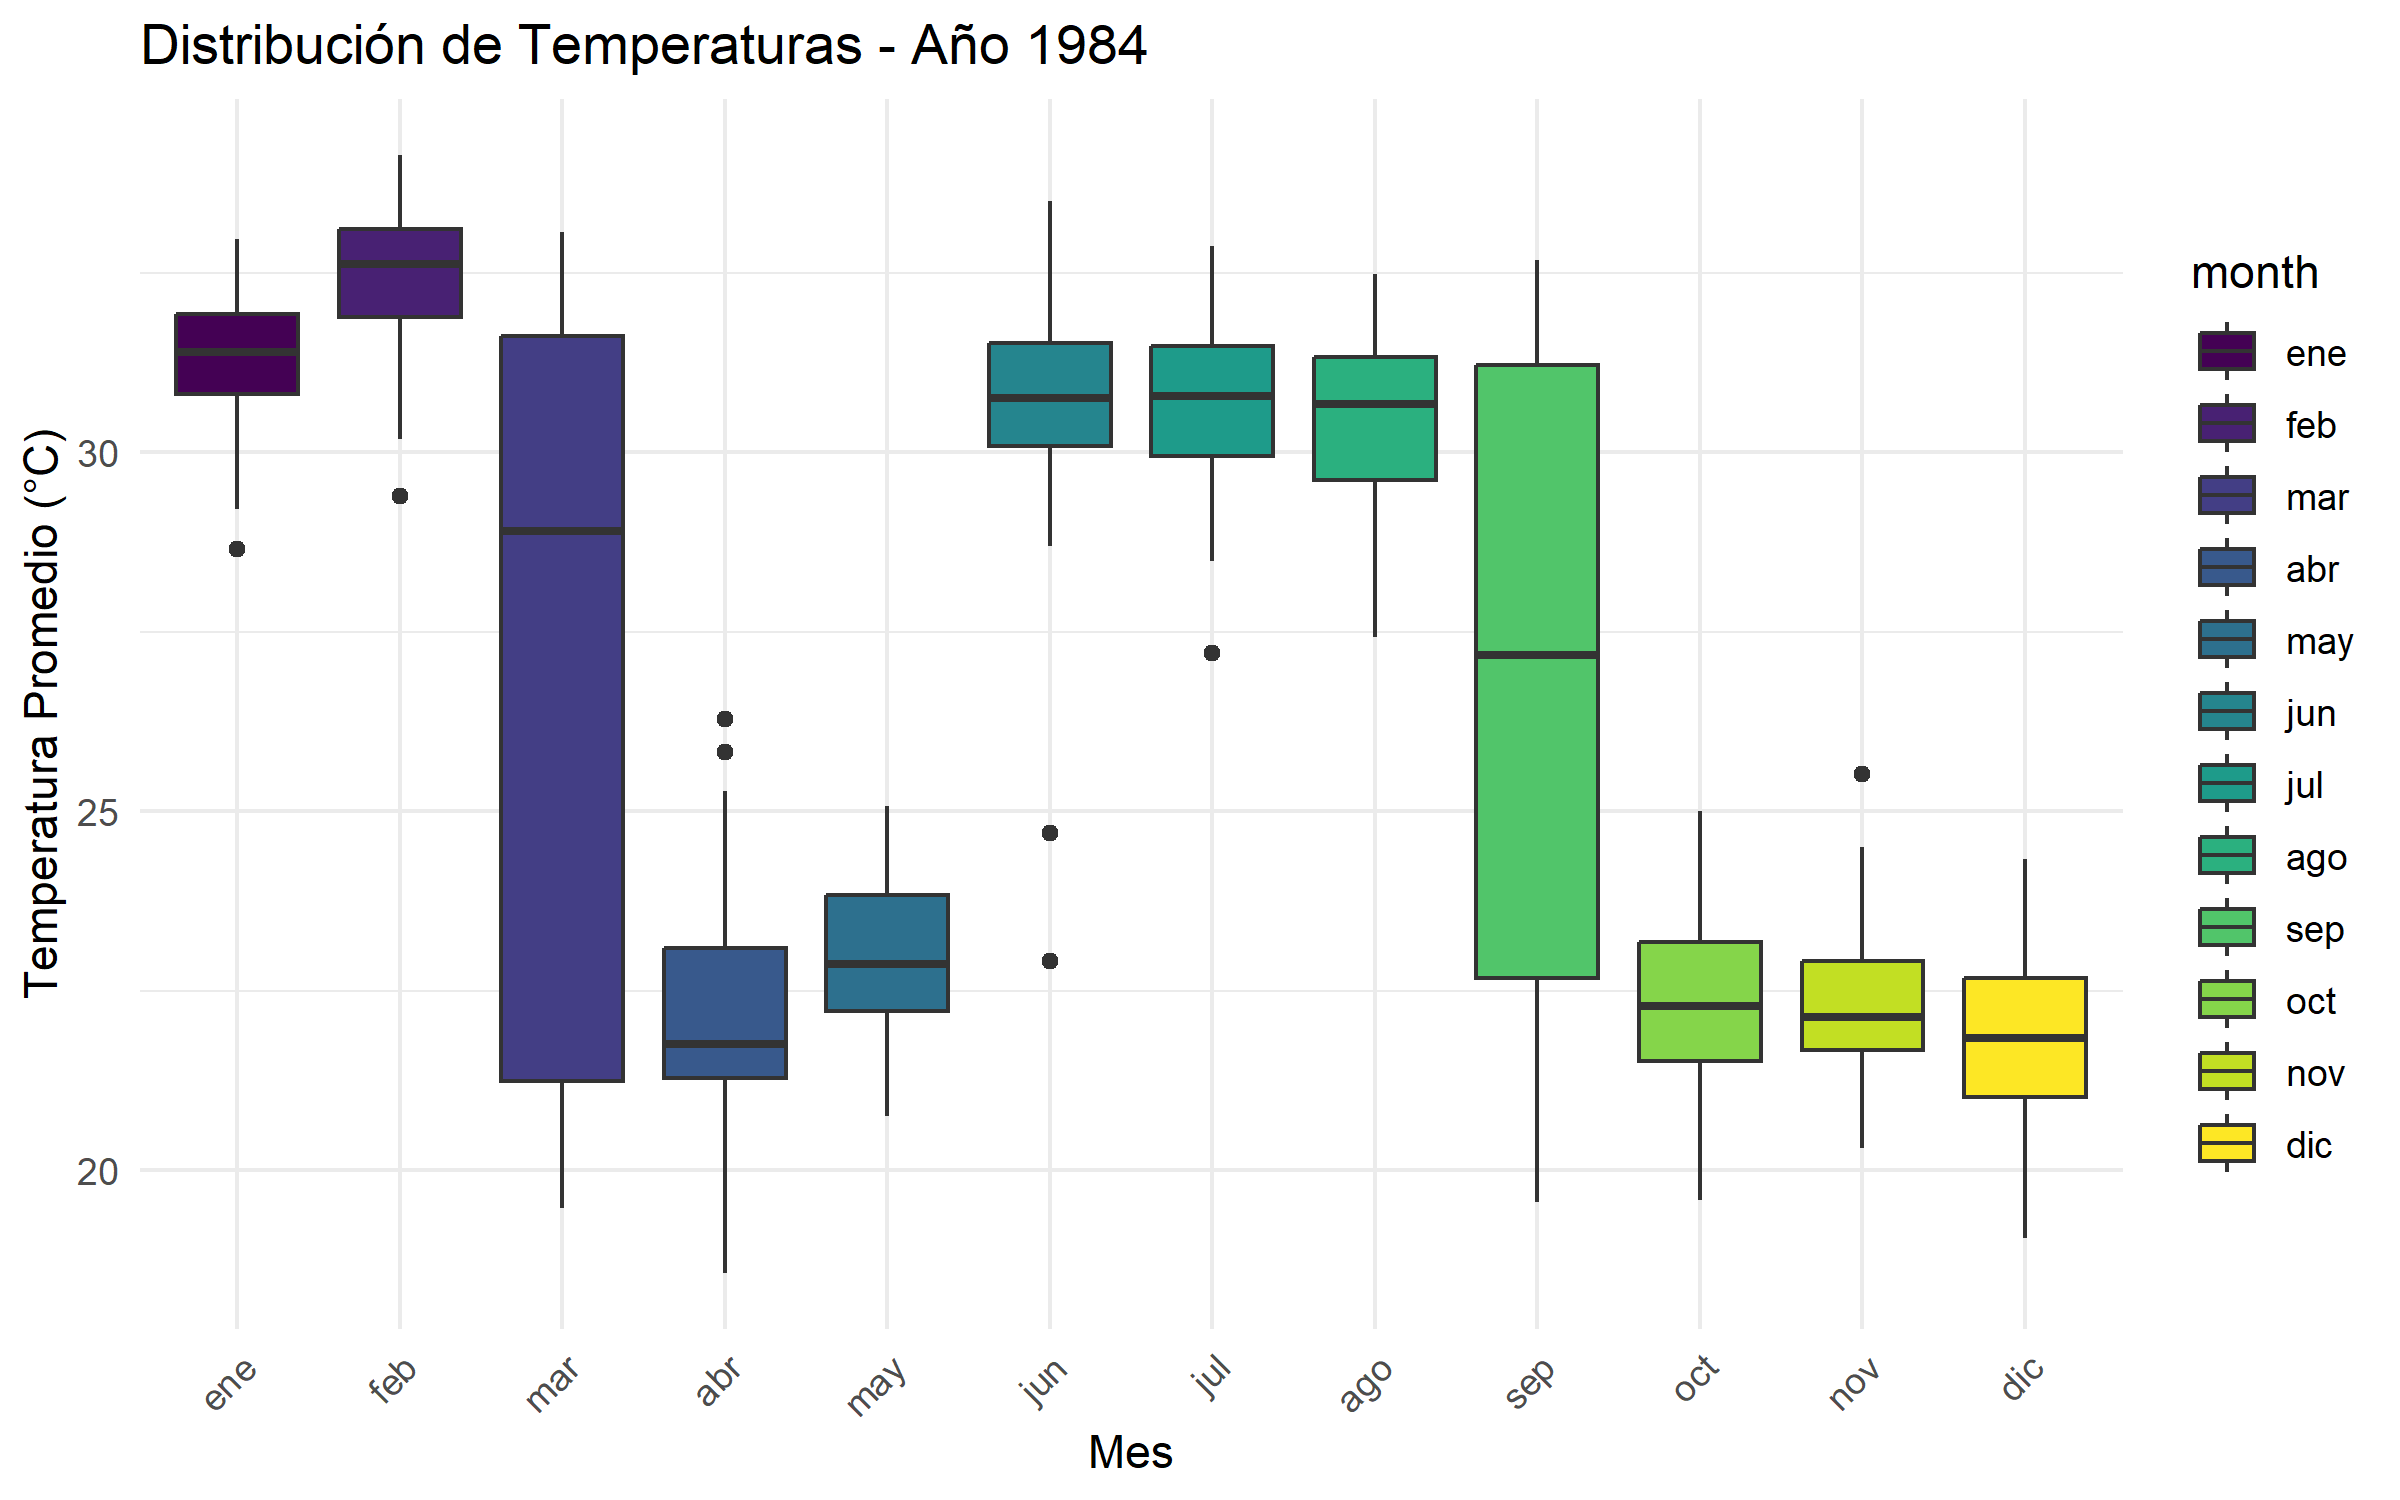 Distribución de Temperaturas - Año 1984
Temperatura Promedio (°C)
30
25
20
ene
feb
mar
abr
may
jun
jul
ago
sep
oct
nov
dic
Mes
month
ene
feb
mar
abr
may
jun
jul
ago
sep
oct
nov
dic